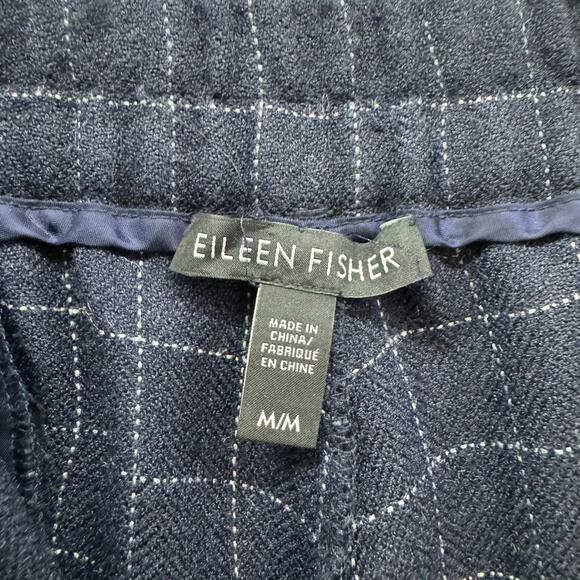 EILEEN FISHER
MADE IN
CHINA/
FABRIQUÉ
EN CHINE
M/M